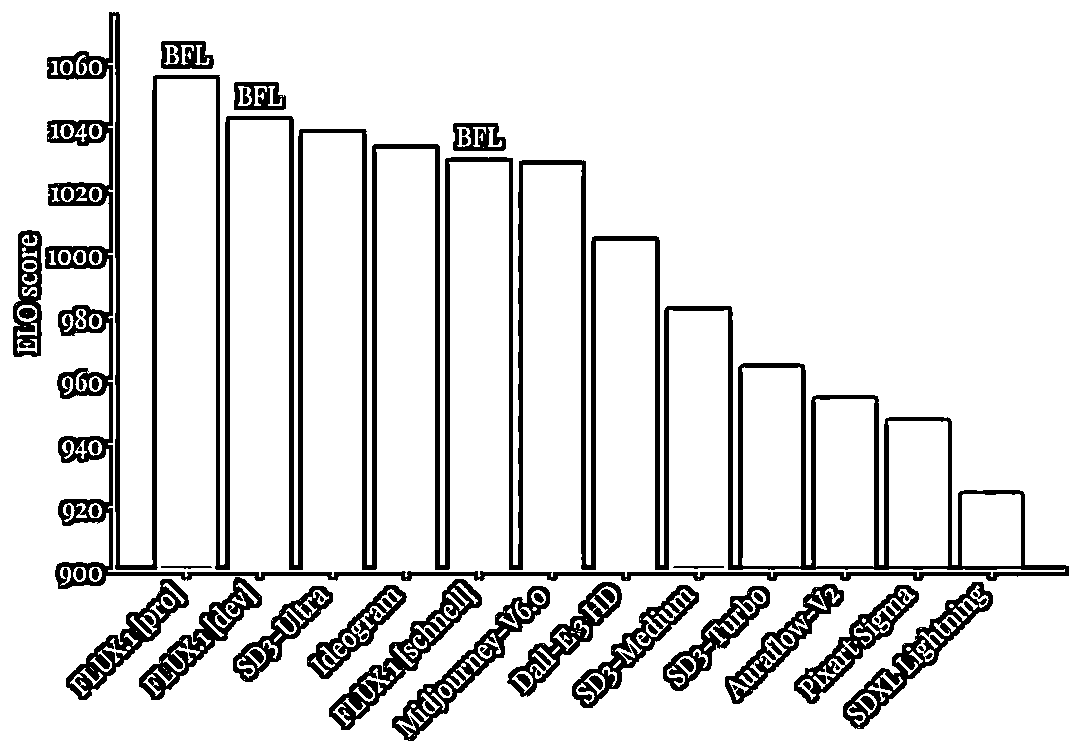 BFL
BFL
BFL
ELO score
1060
1040
1020
1000
980
960
940
920
900
FLUX.1 [pro]
FLUX.1 [dev]
SD3-Ultra
Ideogram
FLUX.1 [schnell]
Midjourney-V6.0
Dall-E 3 HD
SD3-Medium
SD3-Turbo
Auraflow-V2
Pixart Sigma
SDXL Lightning